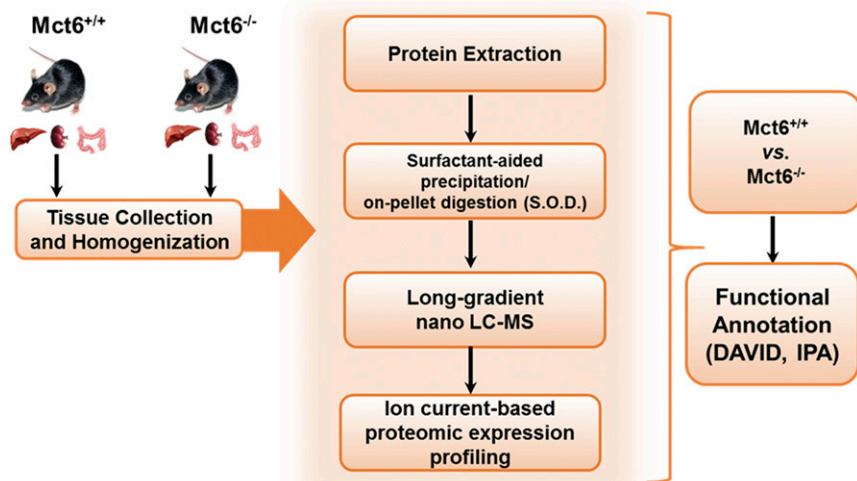 Mct6+/+
Mct6-/-
Tissue Collection
and Homogenization
Protein Extraction
Surfactant-aided
precipitation/
on-pellet digestion (S.O.D.)
Long-gradient
nano LC-MS
Ion current-based
proteomic expression
profiling
Mct6+/+
vs.
Mct6-/-
Functional
Annotation
(DAVID, IPA)